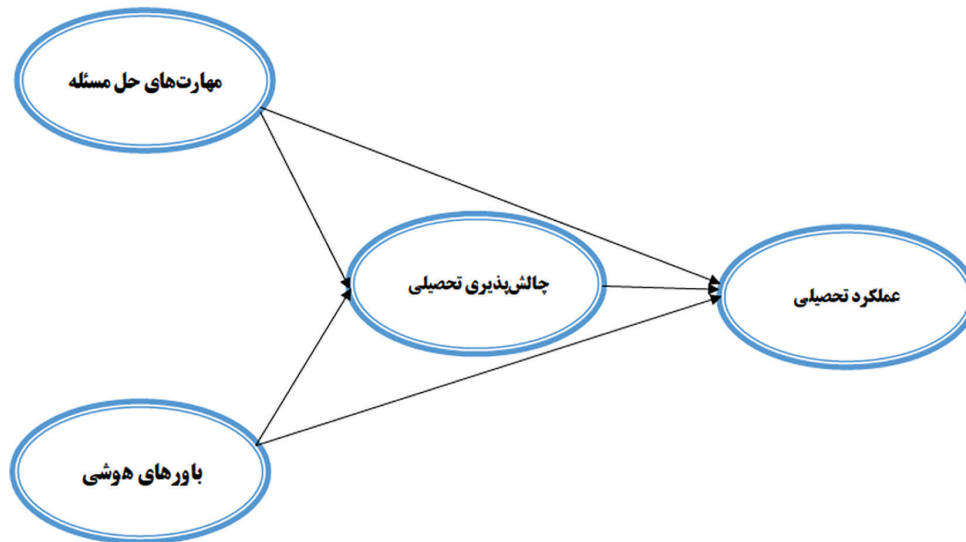 مهارت‌های حل مسئله
چالش‌پذیری تحصیلی
عملکرد تحصیلی
باورهای هوشی